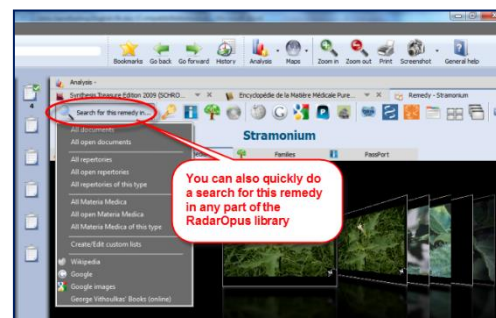 Bookmarks Go back Go forward History Analysis Maps Zoom in Zoom out Print Screenshot General help
Analysis -
Synthesis Treasure Edition 2009 (SCHRO... Encyclopédie de la Matière Médicale Pure... Remedy - Stramonium
4
Search for this remedy in...
Stramonium
Families PassPort
All documents
All open documents
All repertories
All open repertories
All repertories of this type
All Materia Medica
All open Materia Medica
All Materia Medica of this type
Create/Edit custom lists
Wikipedia
Google
Google images
George Vithoulkas' Books (online)
You can also quickly do
a search for this remedy
in any part of the
RadarOpus library